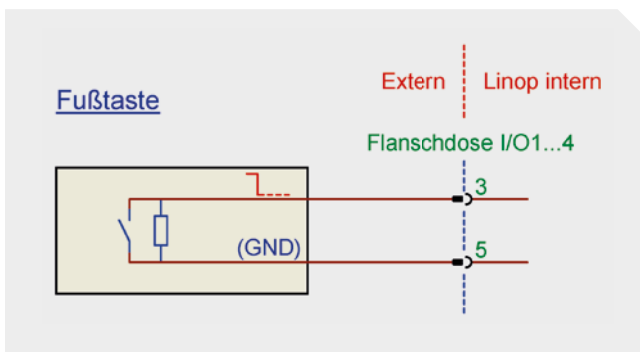 Fußtaste
Extern
Linop intern
Flanschdose I/O1...4
3
(GND)
5